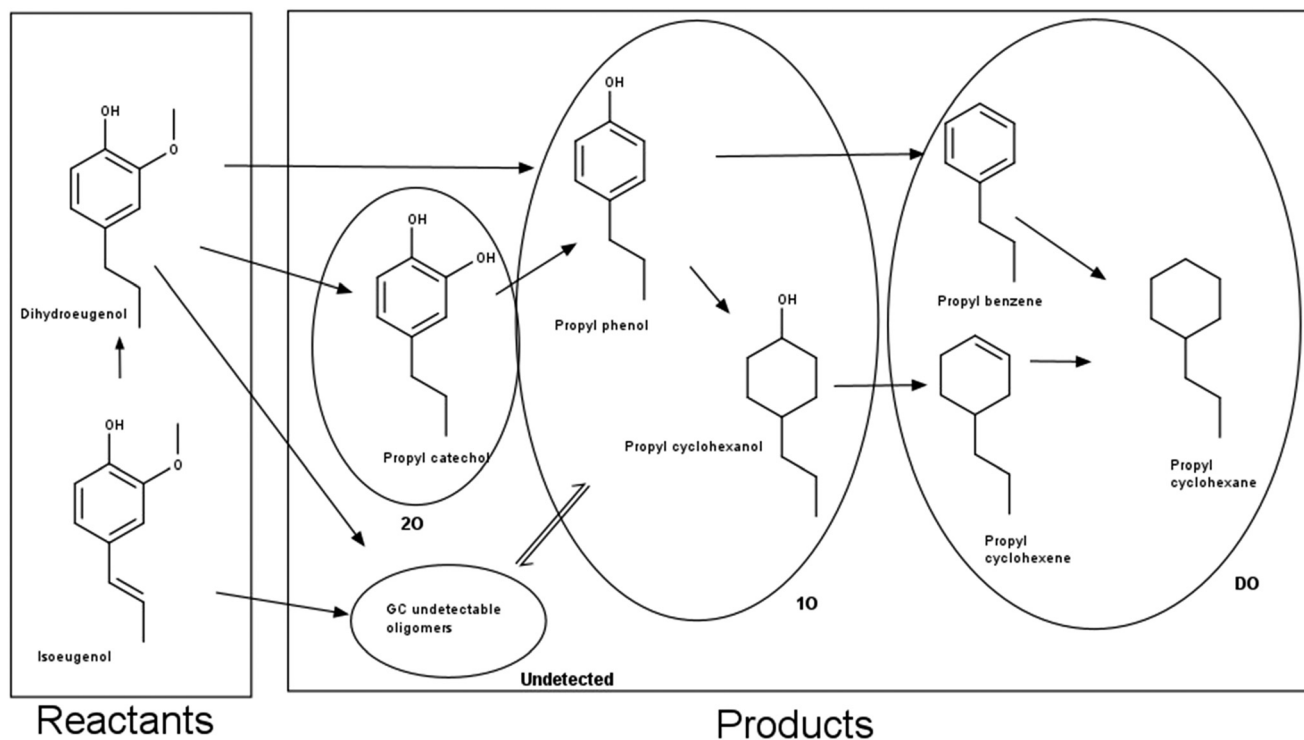 OH
O
Dihydroeugenol
OH
O
Isoeugenol
Reactants
OH
OH
Propyl catechol
2O
GC undetectable
oligomers
Undetected
OH
Propyl phenol
OH
Propyl cyclohexanol
1O
Propyl benzene
Propyl
cyclohexene
Propyl
cyclohexane
DO
Products